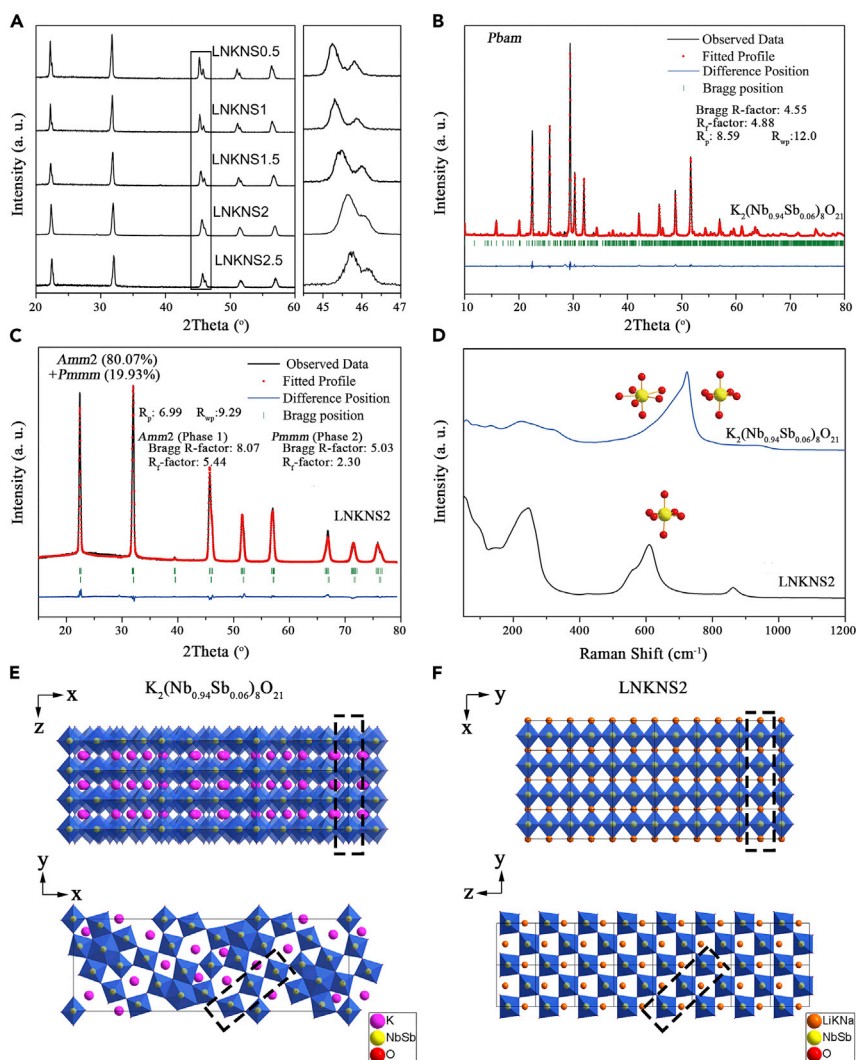 A
LNKNS0.5
LNKNS1
LNKNS1.5
LNKNS2
LNKNS2.5
Intensity (a. u.)
20 30 40 50 60 45 46 47
2Theta (°)
B
Pbam
Observed Data
Fitted Profile
Difference Position
Bragg position
Bragg R-factor: 4.55
Rf-factor: 4.88
Rp: 8.59 Rwp:12.0
K2(Nb0.94Sb0.06)8O21
Intensity (a. u.)
10 20 30 40 50 60 70 80
2Theta (°)
C
Amm2 (80.07%)
+Pmmm (19.93%)
Observed Data
Fitted Profile
Difference Position
Bragg position
Rp: 6.99 Rwp:9.29
Amm2 (Phase 1) Pmmm (Phase 2)
Bragg R-factor: 8.07 Bragg R-factor: 5.03
Rf-factor: 5.44 Rf-factor: 2.30
LNKNS2
Intensity (a. u.)
20 30 40 50 60 70 80
2Theta (°)
D
K2(Nb0.94Sb0.06)8O21
LNKNS2
Intensity (a. u.)
200 400 600 800 1000 1200
Raman Shift (cm-1)
E
K2(Nb0.94Sb0.06)8O21
x
z
y
x
K
NbSb
O
F
LNKNS2
y
x
y
z
LiKNa
NbSb
O